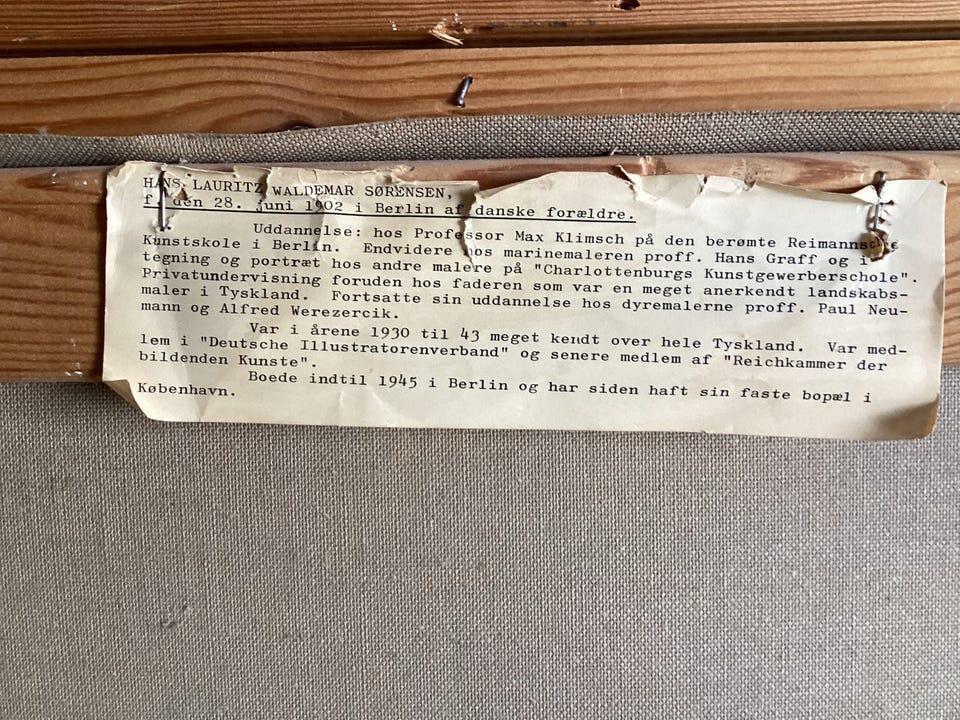 HANS LAURITZ WALDEMAR SØRENSEN,
f. den 28. juni 1902 i Berlin af danske forældre.
Uddannelse: hos Professor Max Klimsch på den berømte Reimannsche
Kunstskole i Berlin. Endvidere hos marinemaleren proff. Hans Graff og i
tegning og portræt hos andre malere på "Charlottenburgs Kunstgewerberschole".
Privatundervisning foruden hos faderen som var en meget anerkendt landskabs-
maler i Tyskland. Fortsatte sin uddannelse hos dyremalerne proff. Paul Neu-
mann og Alfred Werezercik.
Var i årene 1930 til 43 meget kendt over hele Tyskland. Var med-
lem i "Deutsche Illustratorenverband" og senere medlem af "Reichkammer der
bildenden Kunste".
Boede indtil 1945 i Berlin og har siden haft sin faste bopæl i
København.